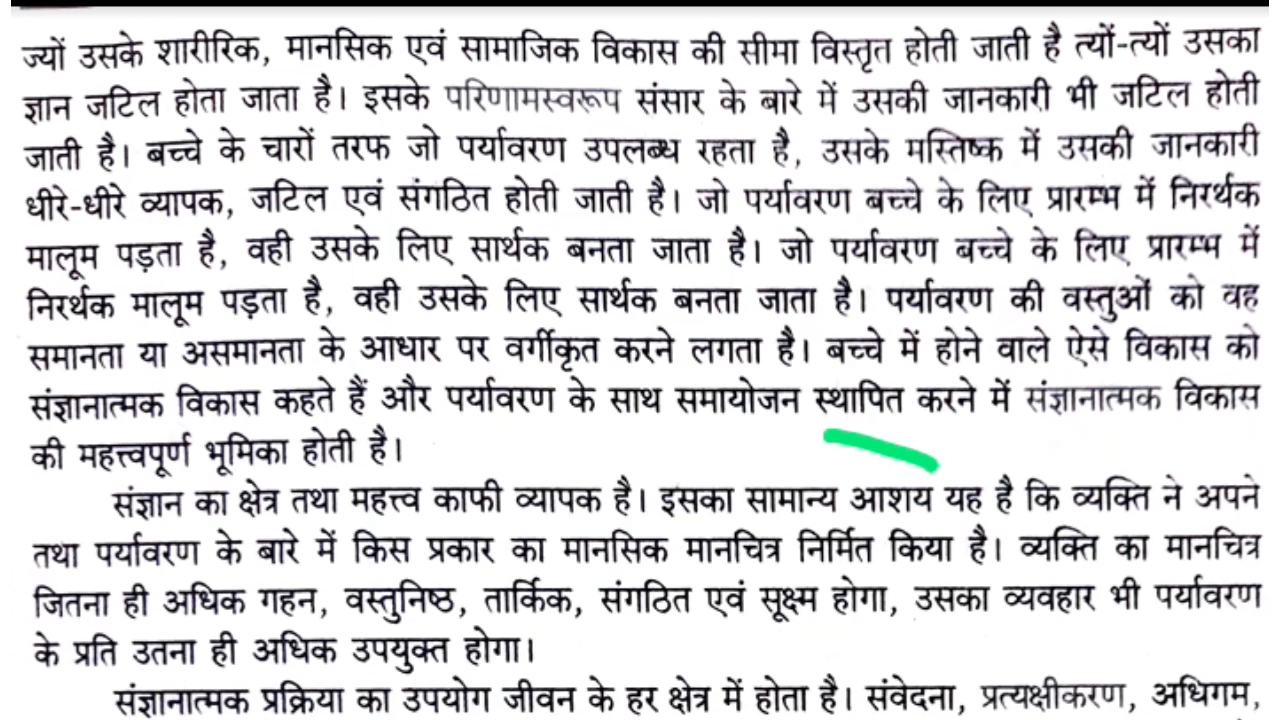 ज्यों उसके शारीरिक, मानसिक एवं सामाजिक विकास की सीमा विस्तृत होती जाती है त्यों-त्यों उसका
ज्ञान जटिल होता जाता है। इसके परिणामस्वरूप संसार के बारे में उसकी जानकारी भी जटिल होती
जाती है। बच्चे के चारों तरफ जो पर्यावरण उपलब्ध रहता है, उसके मस्तिष्क में उसकी जानकारी
धीरे-धीरे व्यापक, जटिल एवं संगठित होती जाती है। जो पर्यावरण बच्चे के लिए प्रारम्भ में निरर्थक
मालूम पड़ता है, वही उसके लिए सार्थक बनता जाता है। जो पर्यावरण बच्चे के लिए प्रारम्भ में
निरर्थक मालूम पड़ता है, वही उसके लिए सार्थक बनता जाता है। पर्यावरण की वस्तुओं को वह
समानता या असमानता के आधार पर वर्गीकृत करने लगता है। बच्चे में होने वाले ऐसे विकास को
संज्ञानात्मक विकास कहते हैं और पर्यावरण के साथ समायोजन स्थापित करने में संज्ञानात्मक विकास
की महत्त्वपूर्ण भूमिका होती है।
संज्ञान का क्षेत्र तथा महत्त्व काफी व्यापक है। इसका सामान्य आशय यह है कि व्यक्ति ने अपने
तथा पर्यावरण के बारे में किस प्रकार का मानसिक मानचित्र निर्मित किया है। व्यक्ति का मानचित्र
जितना ही अधिक गहन, वस्तुनिष्ठ, तार्किक, संगठित एवं सूक्ष्म होगा, उसका व्यवहार भी पर्यावरण
के प्रति उतना ही अधिक उपयुक्त होगा।
संज्ञानात्मक प्रक्रिया का उपयोग जीवन के हर क्षेत्र में होता है। संवेदना, प्रत्यक्षीकरण, अधिगम,